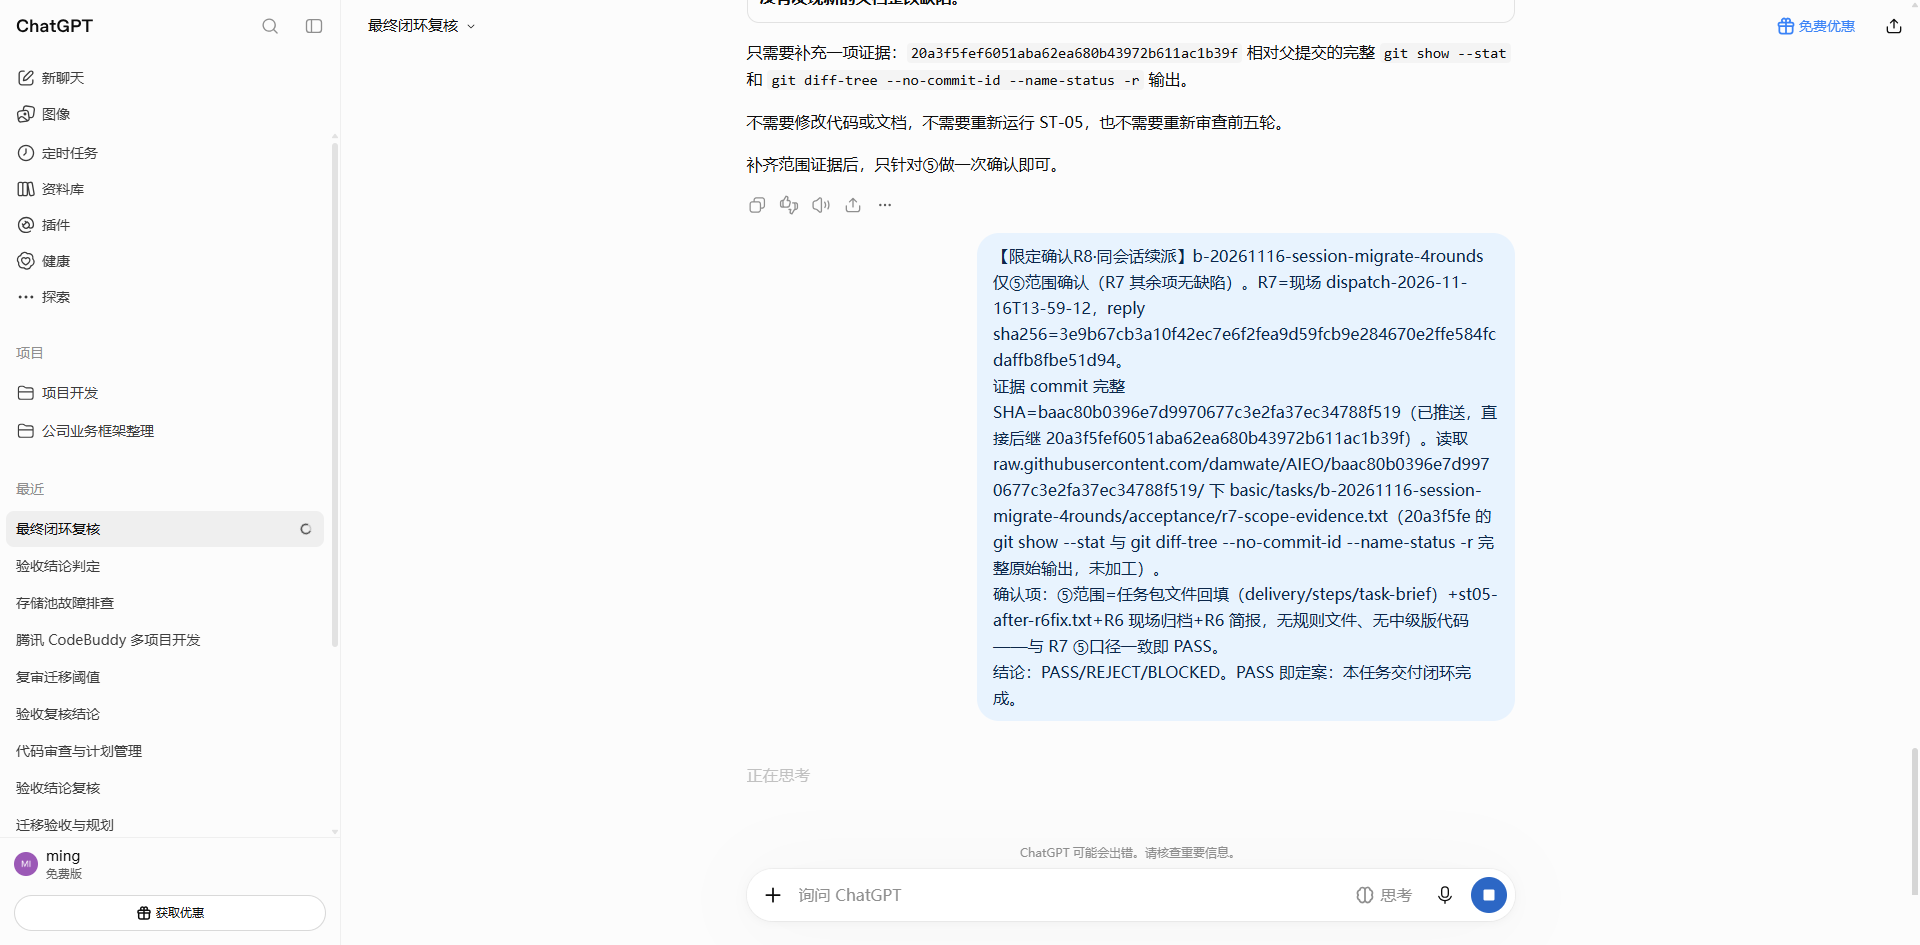 ChatGPT
新聊天
图像
定时任务
资料库
插件
健康
探索
项目
项目开发
公司业务框架整理
最近
最终闭环复核
验收结论判定
存储池故障排查
腾讯 CodeBuddy 多项目开发
复审迁移阈值
验收复核结论
代码审查与计划管理
验收结论复核
迁移验收与规划
MI
ming
免费版
获取优惠
最终闭环复核
免费优惠
只需要补充一项证据：20a3f5fef6051aba62ea680b43972b611ac1b39f 相对父提交的完整 git show --stat
和 git diff-tree --no-commit-id --name-status -r 输出。
不需要修改代码或文档，不需要重新运行 ST-05，也不需要重新审查前五轮。
补齐范围证据后，只针对⑤做一次确认即可。
【限定确认R8·同会话续派】b-20261116-session-migrate-4rounds
仅⑤范围确认（R7 其余项无缺陷）。R7=现场 dispatch-2026-11-
16T13-59-12，reply
sha256=3e9b67cb3a10f42ec7e6f2fea9d59fcb9e284670e2ffe584fc
daffb8fbe51d94。
证据 commit 完整
SHA=baac80b0396e7d9970677c3e2fa37ec34788f519（已推送，直
接后继 20a3f5fef6051aba62ea680b43972b611ac1b39f）。读取
raw.githubusercontent.com/damwate/AIEO/baac80b0396e7d997
0677c3e2fa37ec34788f519/ 下 basic/tasks/b-20261116-session-
migrate-4rounds/acceptance/r7-scope-evidence.txt（20a3f5fe 的
git show --stat 与 git diff-tree --no-commit-id --name-status -r 完
整原始输出，未加工）。
确认项：⑤范围=任务包文件回填（delivery/steps/task-brief）+st05-
after-r6fix.txt+R6 现场归档+R6 简报，无规则文件、无中级版代码
——与 R7 ⑤口径一致即 PASS。
结论：PASS/REJECT/BLOCKED。PASS 即定案：本任务交付闭环完
成。
正在思考
ChatGPT 可能会出错。请核查重要信息。
询问 ChatGPT
思考